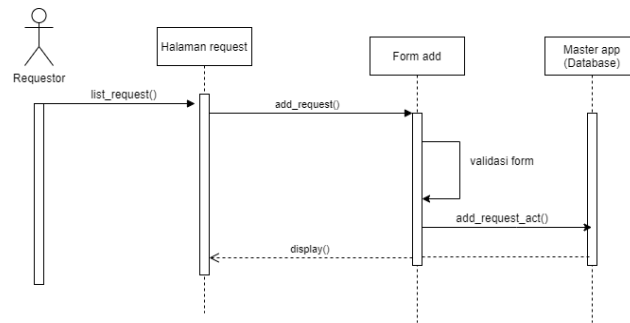 Requestor
Halaman request
Form add
Master app
(Database)
list_request()
add_request()
validasi form
add_request_act()
display()